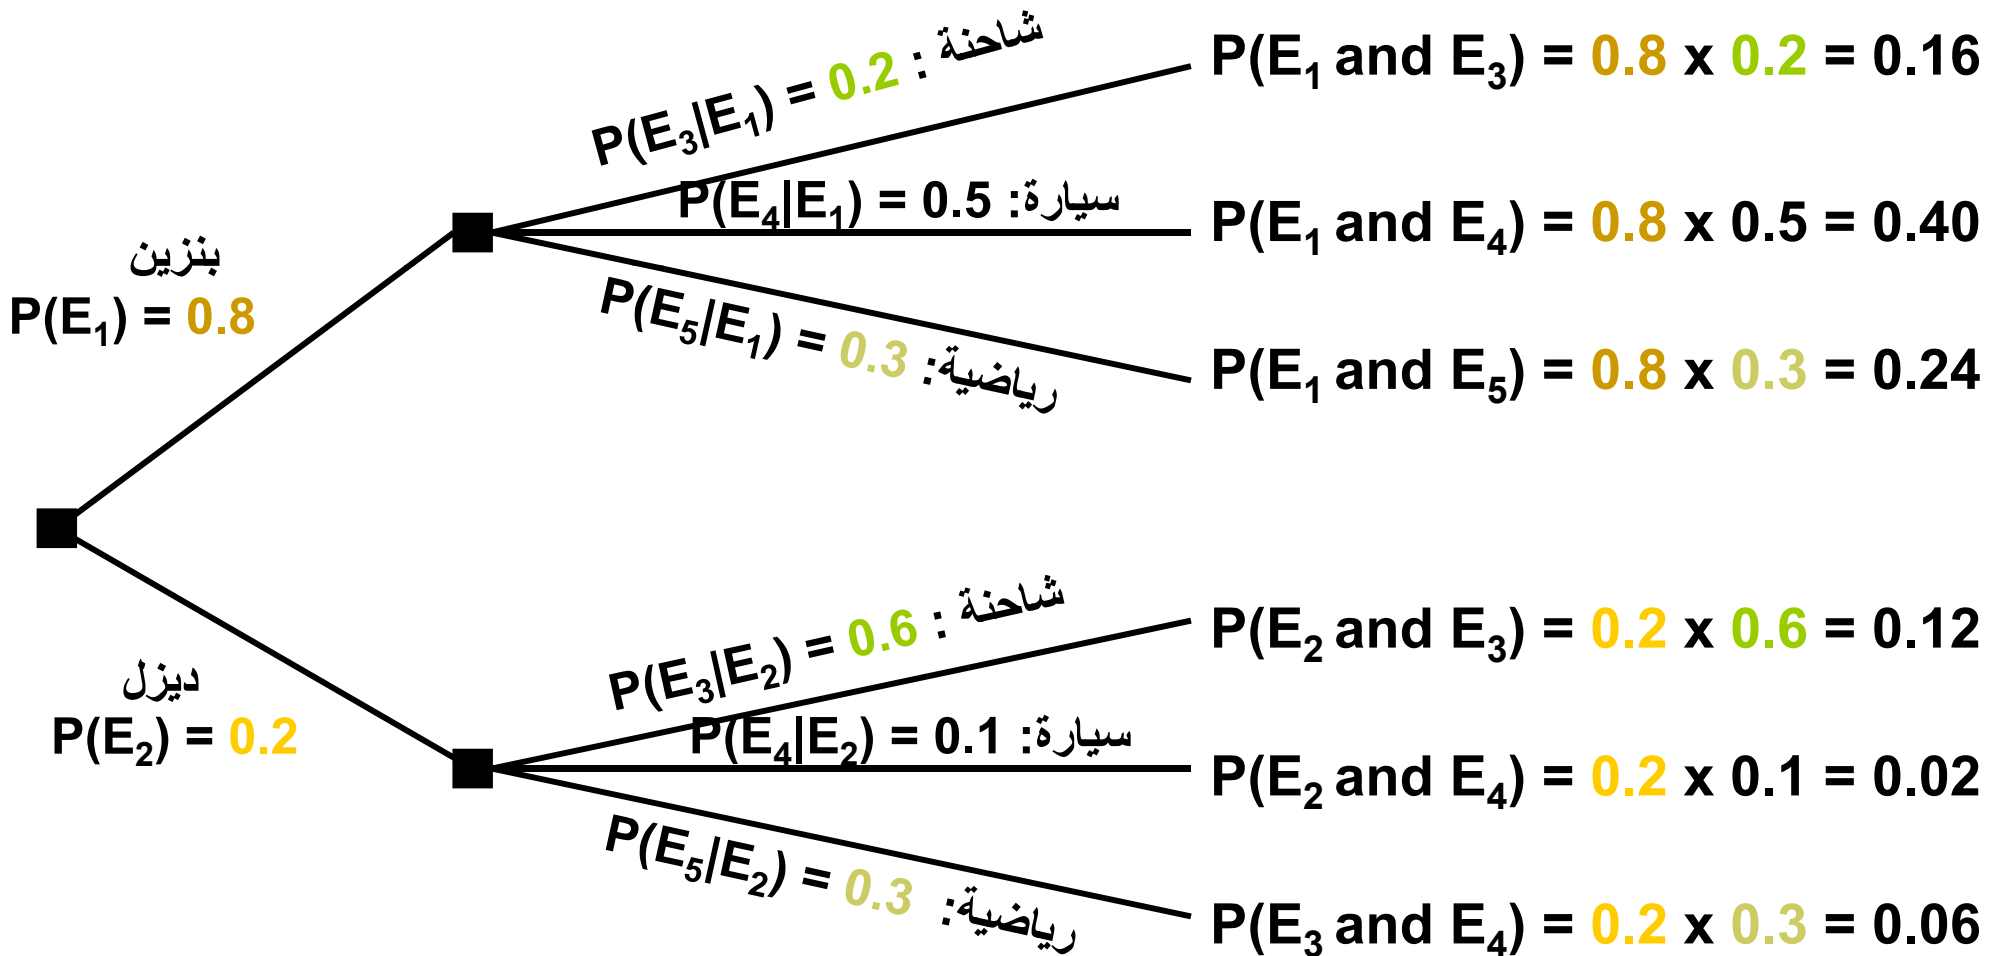 شاحنة : P(E₃|E₁) = 0.2
P(E₁ and E₃) = 0.8 x 0.2 = 0.16
سيارة: P(E₄|E₁) = 0.5
P(E₁ and E₄) = 0.8 x 0.5 = 0.40
بنزين
P(E₁) = 0.8
رياضية: P(E₅|E₁) = 0.3
P(E₁ and E₅) = 0.8 x 0.3 = 0.24
شاحنة : P(E₃|E₂) = 0.6
P(E₂ and E₃) = 0.2 x 0.6 = 0.12
ديزل
P(E₂) = 0.2
سيارة: P(E₄|E₂) = 0.1
P(E₂ and E₄) = 0.2 x 0.1 = 0.02
رياضية: P(E₅|E₂) = 0.3
P(E₃ and E₄) = 0.2 x 0.3 = 0.06